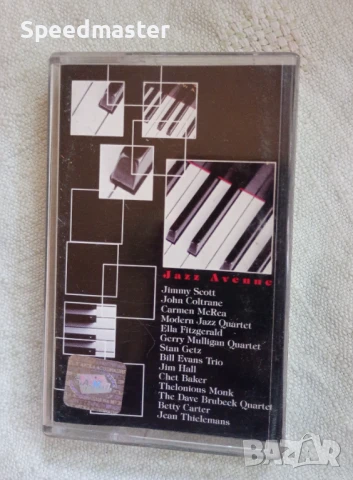 Speedmaster
Jazz Avenue
Jimmy Scott
John Coltrane
Carmen McRea
Modern Jazz Quartet
Ella Fitzgerald
Gerry Mulligan Quartet
Stan Getz
Bill Evans Trio
Jim Hall
Chet Baker
Thelonious Monk
The Dave Brubeck Quartet
Betty Carter
Jean Thielemans
bazar
БГ